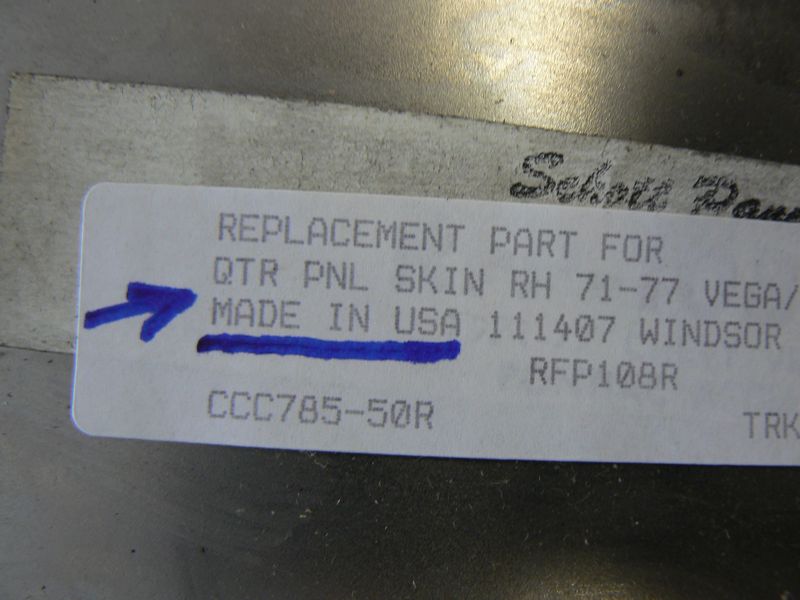 Schott
REPLACEMENT PART FOR
QTR PNL SKIN RH 71-77 VEGA/
MADE IN USA 111407 WINDSOR
RFP108R
CCC785-50R
TRK